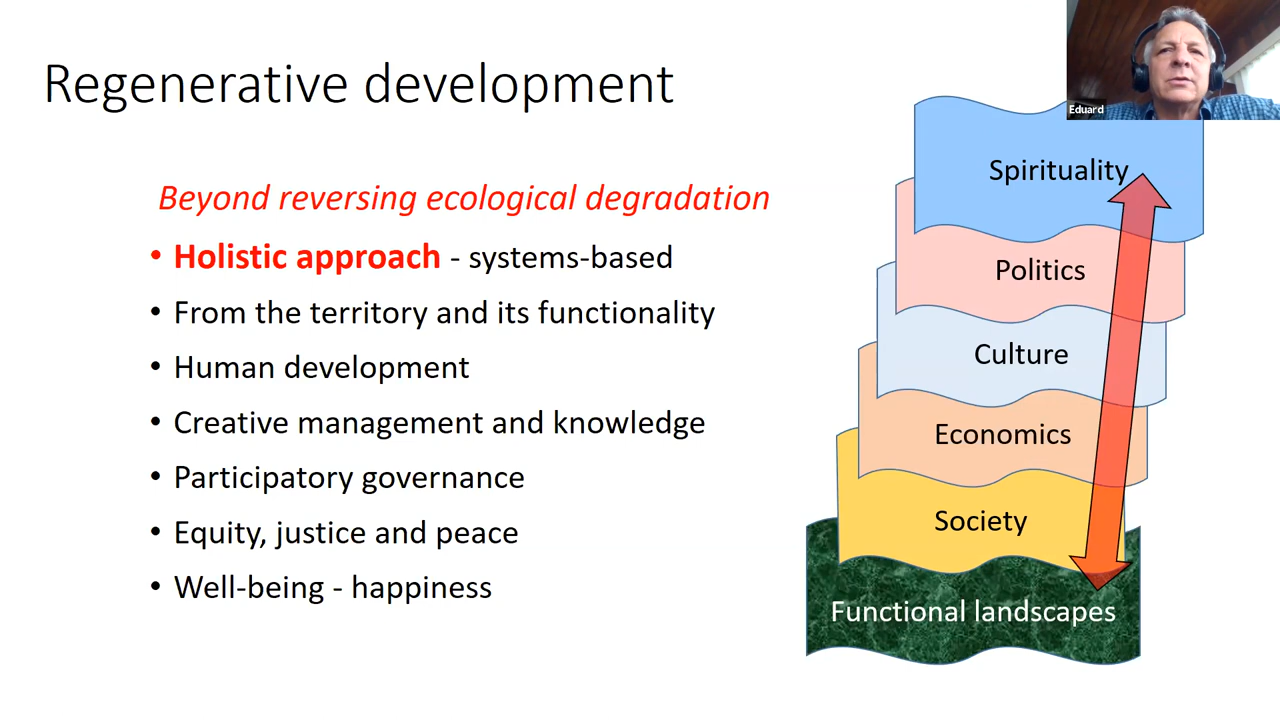 Regenerative development
Eduard
Beyond reversing ecological degradation
• Holistic approach - systems-based
• From the territory and its functionality
• Human development
• Creative management and knowledge
• Participatory governance
• Equity, justice and peace
• Well-being - happiness
Spirituality
Politics
Culture
Economics
Society
Functional landscapes